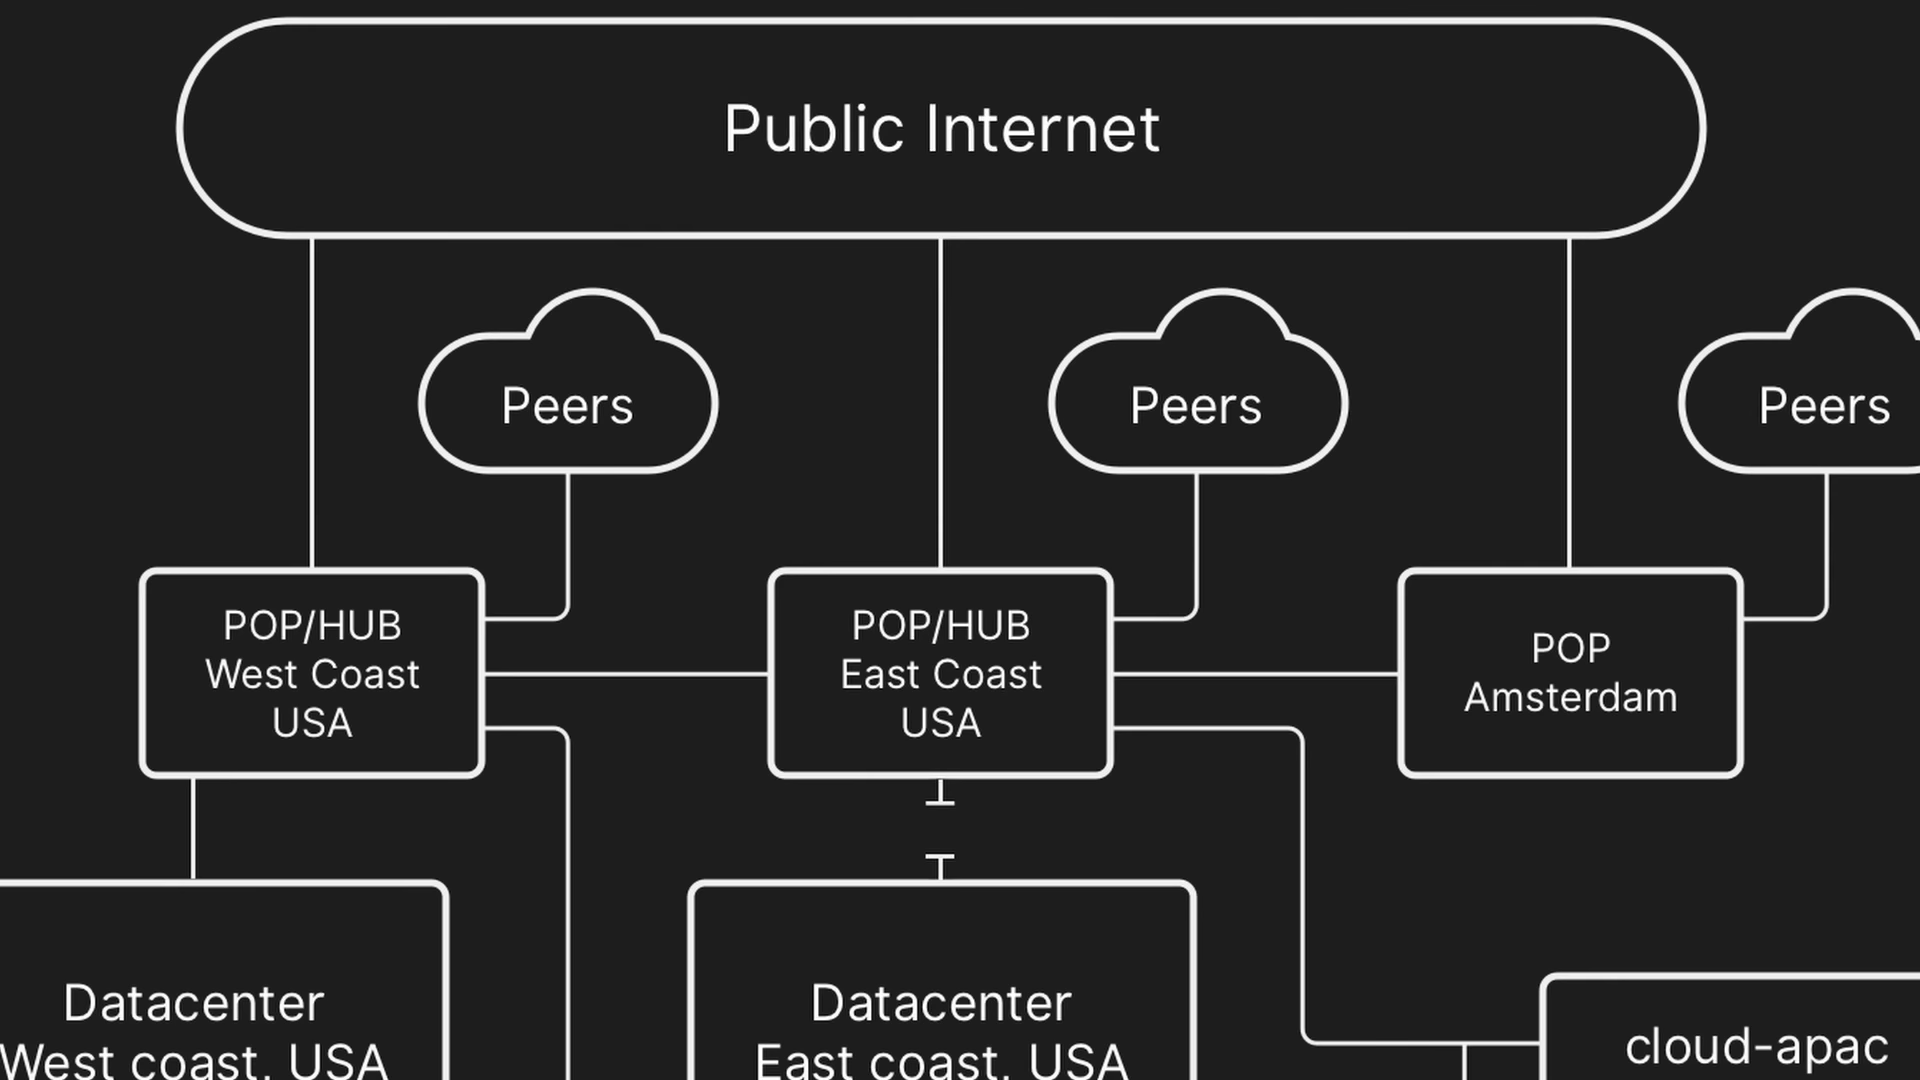 Public Internet
Peers
Peers
Peers
POP/HUB
West Coast
USA
POP/HUB
East Coast
USA
POP
Amsterdam
Datacenter
West coast, USA
Datacenter
East coast, USA
cloud-apac